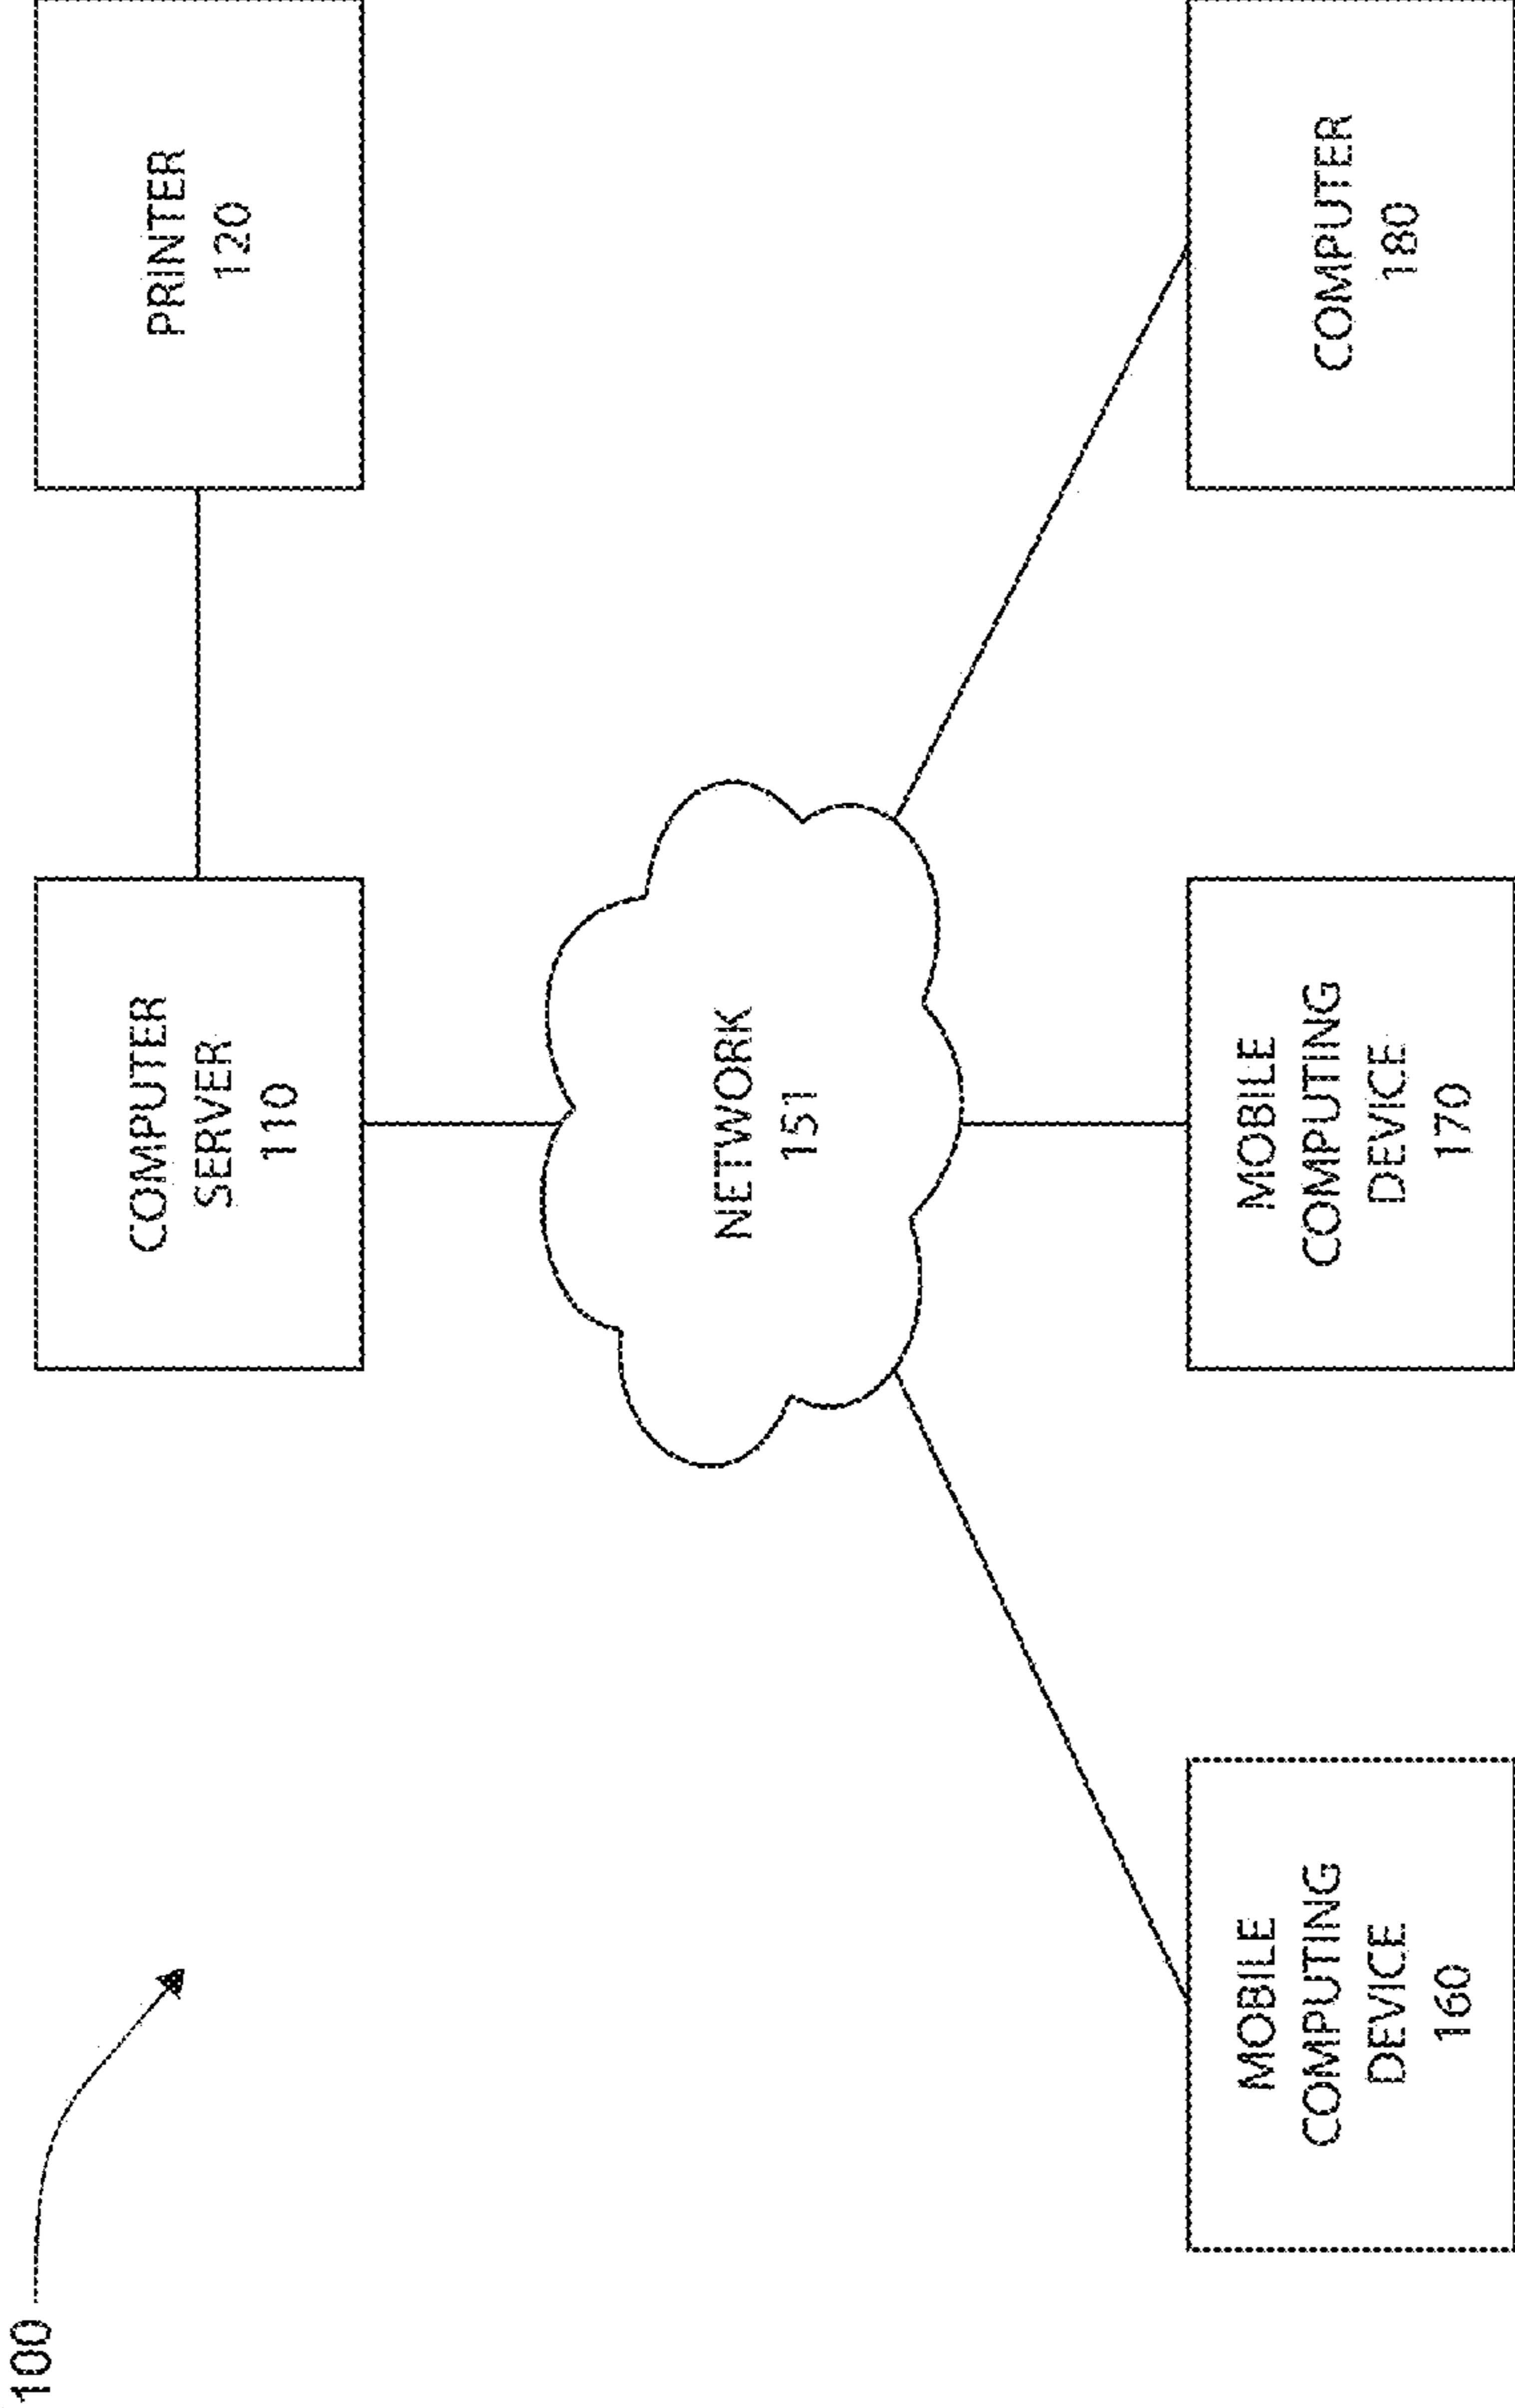 100
COMPUTER
SERVER
110
PRINTER
120
NETWORK
151
MOBILE
COMPUTING
DEVICE
160
MOBILE
COMPUTING
DEVICE
170
COMPUTER
180